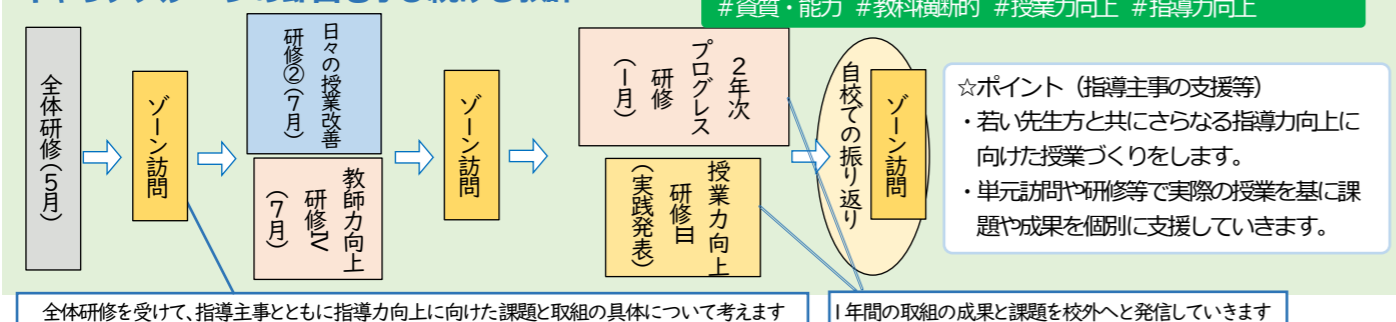 #資質・能力 #教科横断的 #授業力向上 #指導力向上
全体研修(5月)
ゾーン訪問
日々の授業改善
研修②(7月)
教師力向上
研修Ⅳ
(7月)
ゾーン訪問
2年次
プログレス
研修
(1月)
授業力向上
研修Ⅲ
(実践発表)
自校での振り返り
ゾーン訪問
☆ポイント(指導主事の支援等)
・若い先生方と共にさらなる指導力向上に
向けた授業づくりをします。
・単元訪問や研修等で実際の授業を基に課
題や成果を個別に支援していきます。
全体研修を受けて、指導主事とともに指導力向上に向けた課題と取組の具体について考えます
1年間の取組の成果と課題を校外へと発信していきます